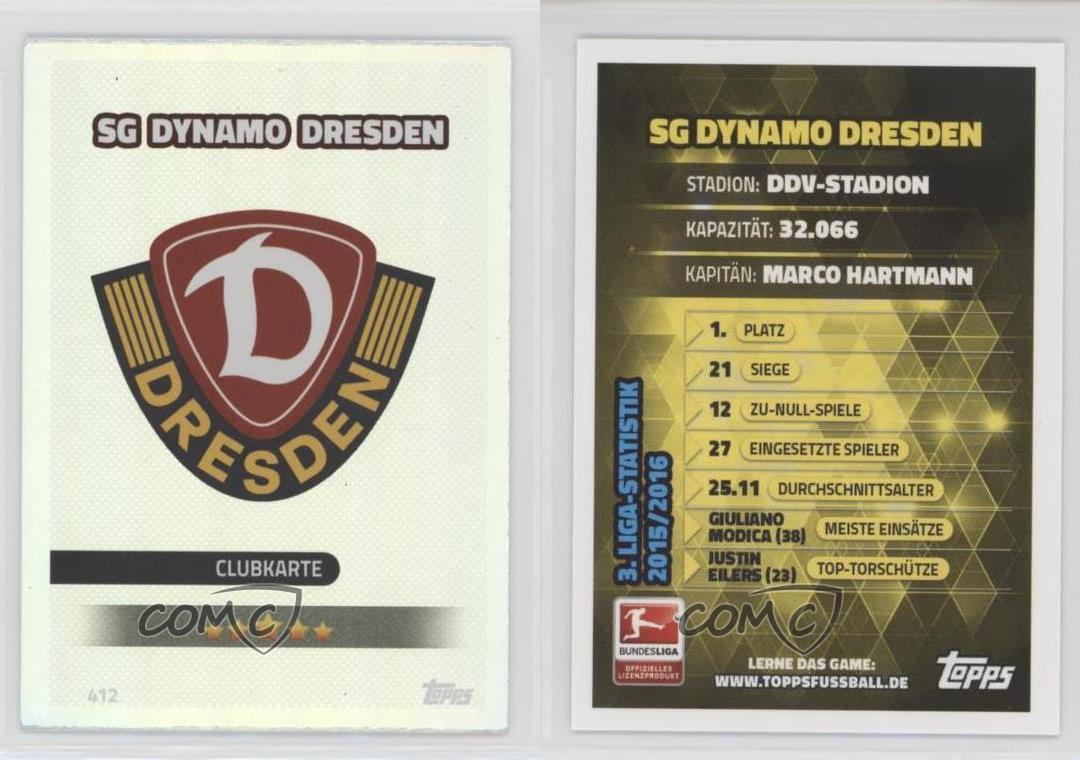 SG DYNAMO DRESDEN
D
DRESDEN
CLUBKARTE
COMC
412
topps
SG DYNAMO DRESDEN
STADION: DDV-STADION
KAPAZITÄT: 32.066
KAPITÄN: MARCO HARTMANN
3. LIGA-STATISTIK
2015/2016
1. PLATZ
21 SIEGE
12 ZU-NULL-SPIELE
27 EINGESETZTE SPIELER
25.11 DURCHSCHNITTSALTER
GIULIANO
MODICA (38) MEISTE EINSÄTZE
JUSTIN
EILERS (23) TOP-TORSCHÜTZE
COMC
BUNDESLIGA
OFFIZIELLES
LIZENZPRODUKT
LERNE DAS GAME:
WWW.TOPPSFUSSBALL.DE
topps